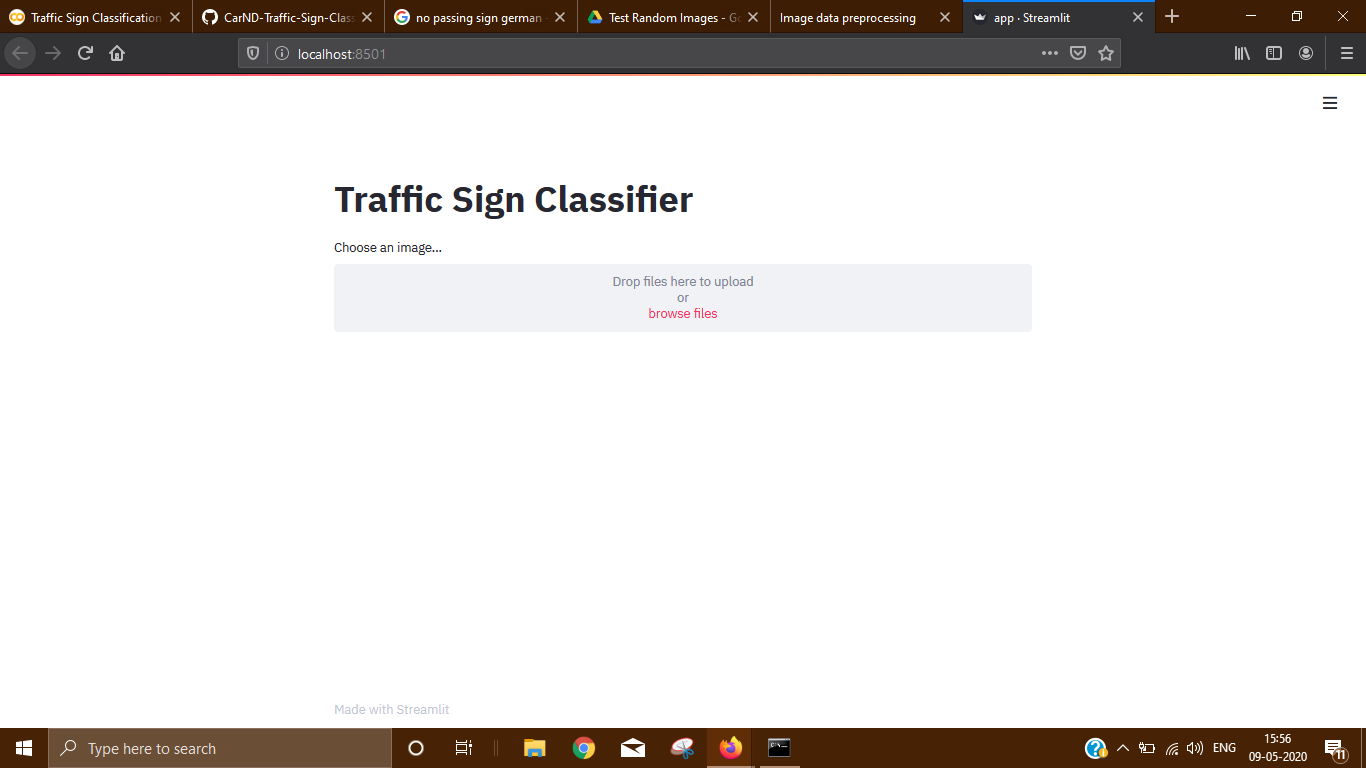 Traffic Sign Classification
CarND-Traffic-Sign-Class
no passing sign german
Test Random Images - Go
Image data preprocessing
app · Streamlit
localhost:8501
Traffic Sign Classifier
Choose an image...
Drop files here to upload
or
browse files
Made with Streamlit
Type here to search
ENG
15:56
09-05-2020
11